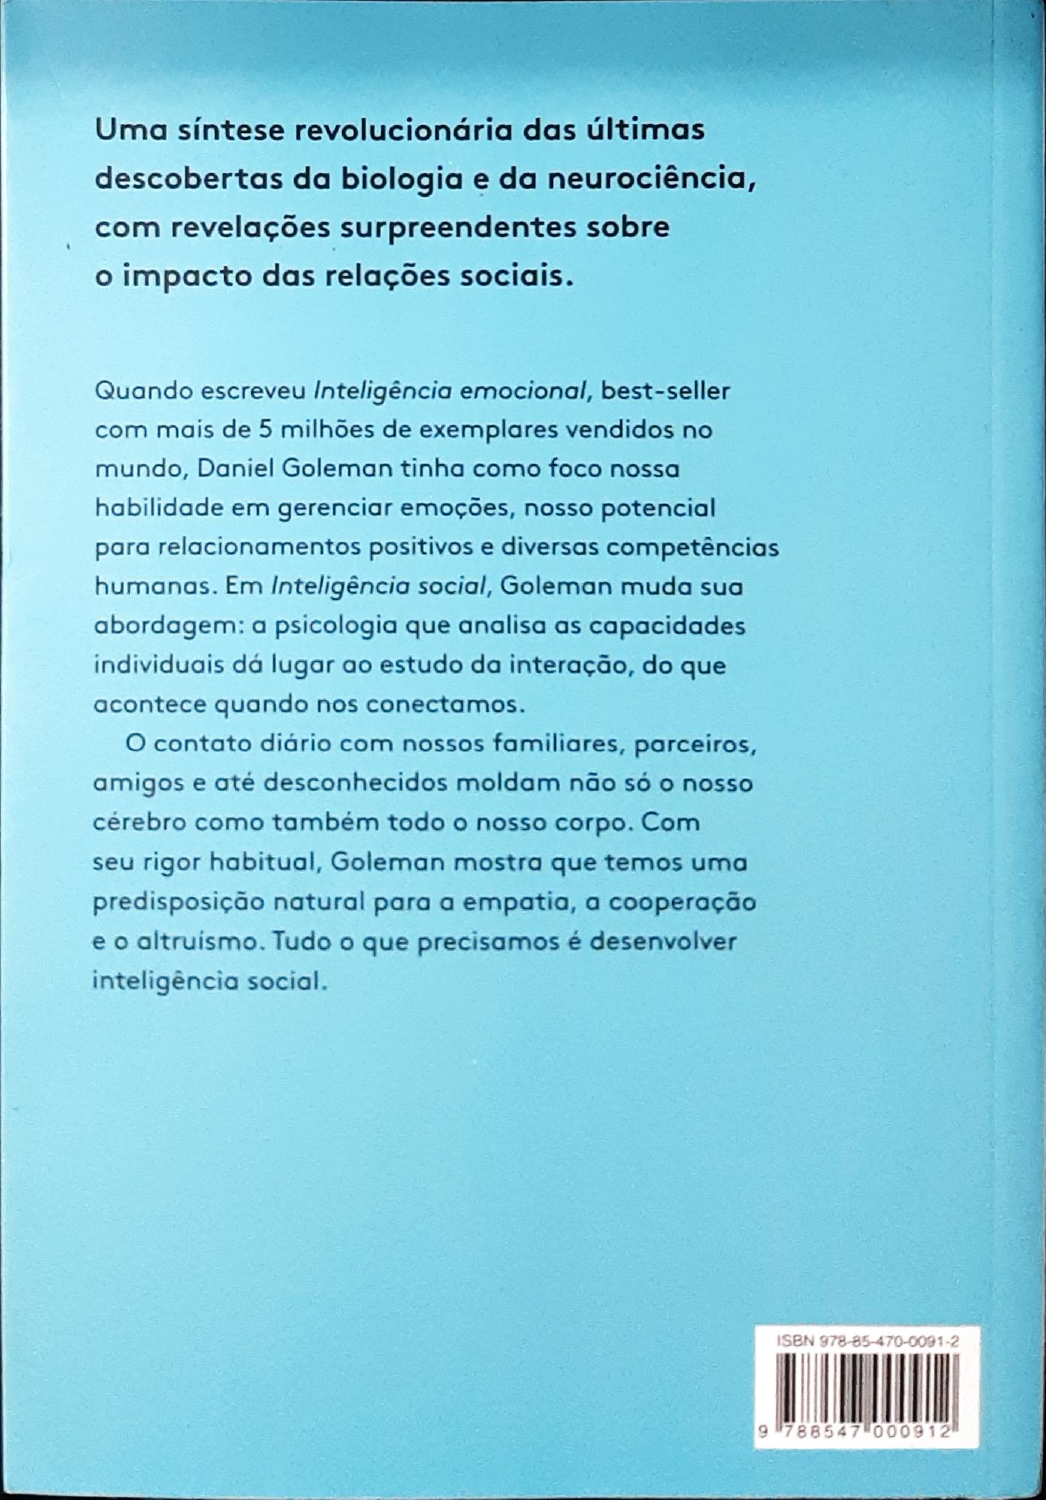 Uma síntese revolucionária das últimas
descobertas da biologia e da neurociência,
com revelações surpreendentes sobre
o impacto das relações sociais.
Quando escreveu Inteligência emocional, best-seller
com mais de 5 milhões de exemplares vendidos no
mundo, Daniel Goleman tinha como foco nossa
habilidade em gerenciar emoções, nosso potencial
para relacionamentos positivos e diversas competências
humanas. Em Inteligência social, Goleman muda sua
abordagem: a psicologia que analisa as capacidades
individuais dá lugar ao estudo da interação, do que
acontece quando nos conectamos.
O contato diário com nossos familiares, parceiros,
amigos e até desconhecidos moldam não só o nosso
cérebro como também todo o nosso corpo. Com
seu rigor habitual, Goleman mostra que temos uma
predisposição natural para a empatia, a cooperação
e o altruísmo. Tudo o que precisamos é desenvolver
inteligência social.
ISBN 978-85-470-0091-2
9 788547 000912